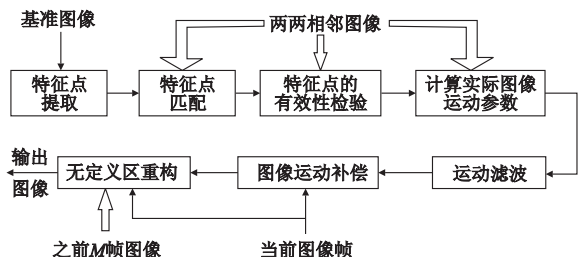 基准图像
两两相邻图像
特征点
提取
特征点
匹配
特征点的
有效性检验
计算实际图像
运动参数
输出
图像
无定义区重构
图像运动补偿
运动滤波
之前M帧图像
当前图像帧